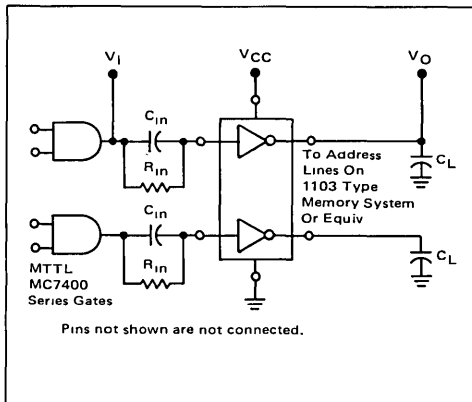 VI
VCC
VO
Cin
Rin
CL
To Address
Lines On
1103 Type
Memory System
Or Equiv
Cin
Rin
CL
MTTL
MC7400
Series Gates
Pins not shown are not connected.